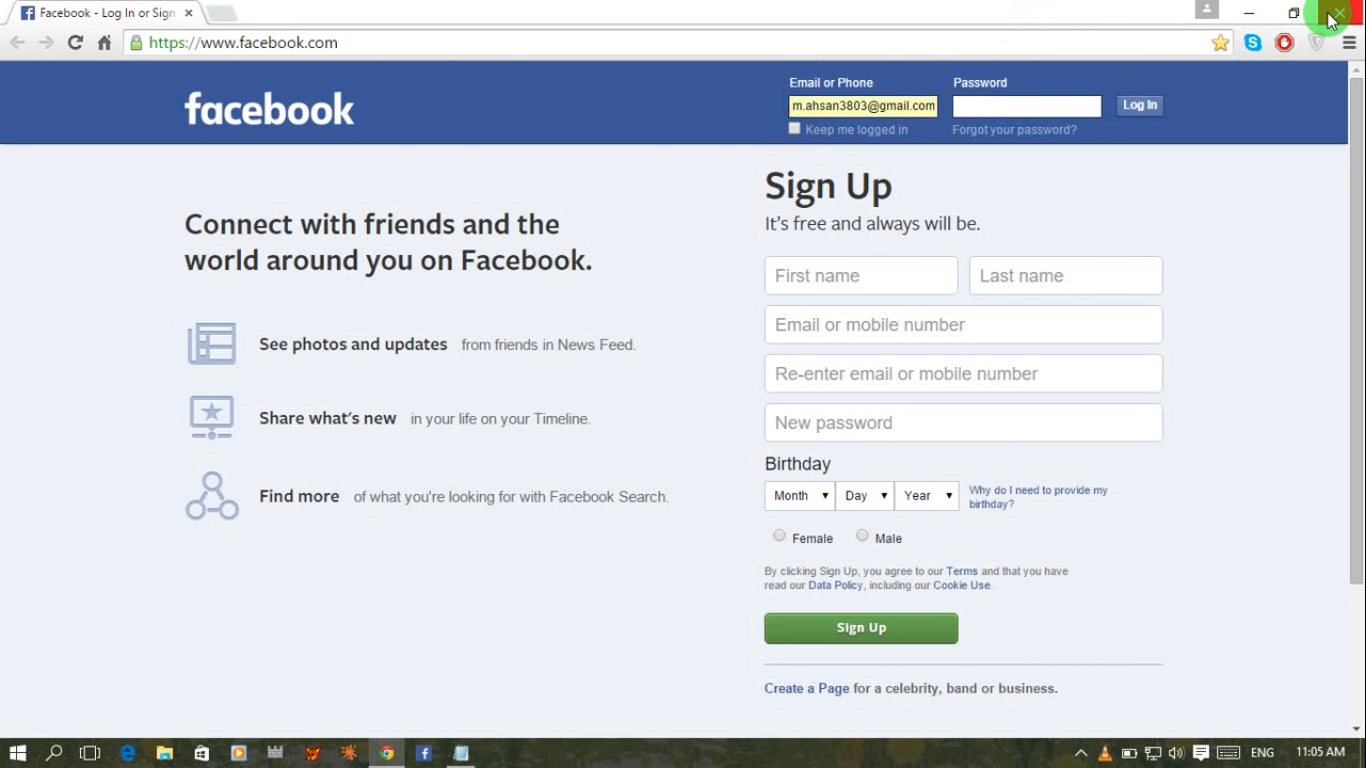 Facebook - Log In or Sign
https://www.facebook.com
facebook
Email or Phone
Password
m.ahsan3803@gmail.com
Log In
Keep me logged in
Forgot your password?
Connect with friends and the
world around you on Facebook.
See photos and updates from friends in News Feed.
Share what's new in your life on your Timeline.
Find more of what you're looking for with Facebook Search.
Sign Up
It's free and always will be.
First name
Last name
Email or mobile number
Re-enter email or mobile number
New password
Birthday
Month
Day
Year
Why do I need to provide my
birthday?
Female
Male
By clicking Sign Up, you agree to our Terms and that you have
read our Data Policy, including our Cookie Use.
Sign Up
Create a Page for a celebrity, band or business.
ENG
11:05 AM